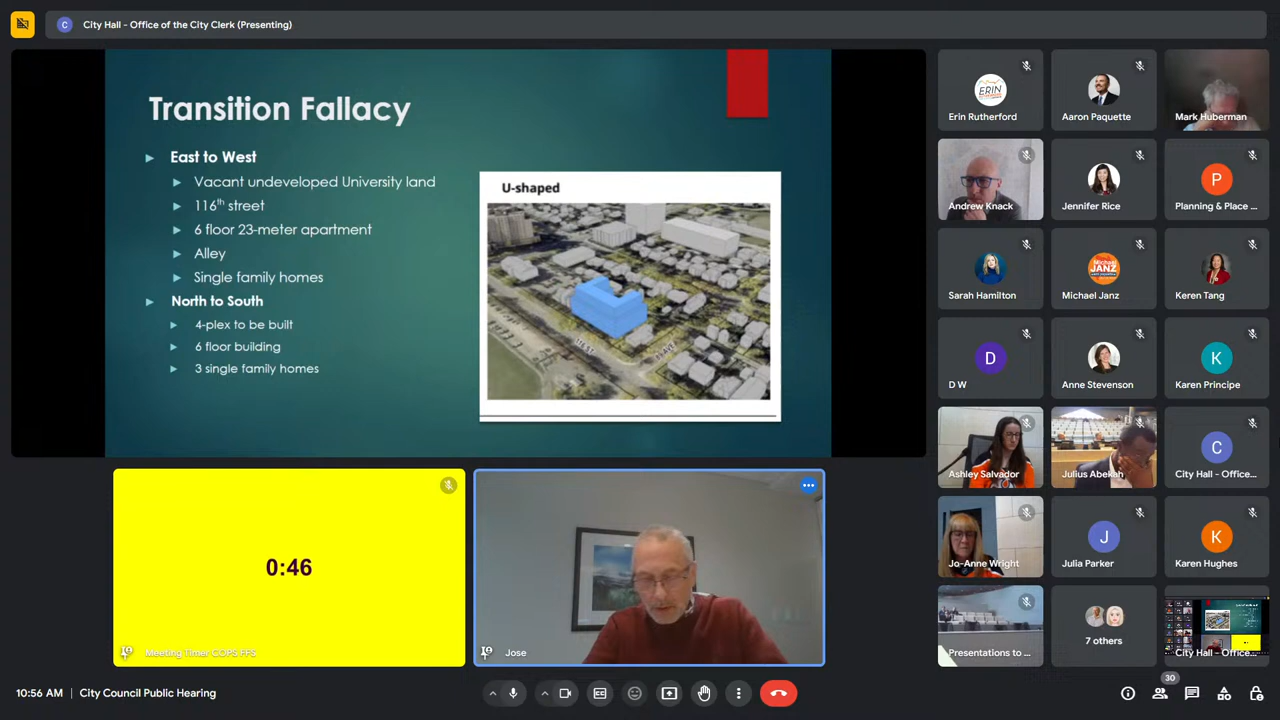 City Hall - Office of the City Clerk (Presenting)
Transition Fallacy
East to West
Vacant undeveloped University land
116th street
6 floor 23-meter apartment
Alley
Single family homes
North to South
4-plex to be built
6 floor building
3 single family homes
U-shaped
0:46
Meeting Timer COPS FFS
Jose
ERIN
Erin Rutherford
Aaron Paquette
Mark Huberman
Andrew Knack
Jennifer Rice
P
Planning & Place ...
Sarah Hamilton
Michael
JANZ
Michael Janz
Keren Tang
D
D W
Anne Stevenson
K
Karen Principe
Ashley Salvador
Julius Abekah
C
City Hall - Office...
Jo-Anne Wright
J
Julia Parker
K
Karen Hughes
Presentations to ...
7 others
City Hall - Office...
10:56 AM | City Council Public Hearing
30